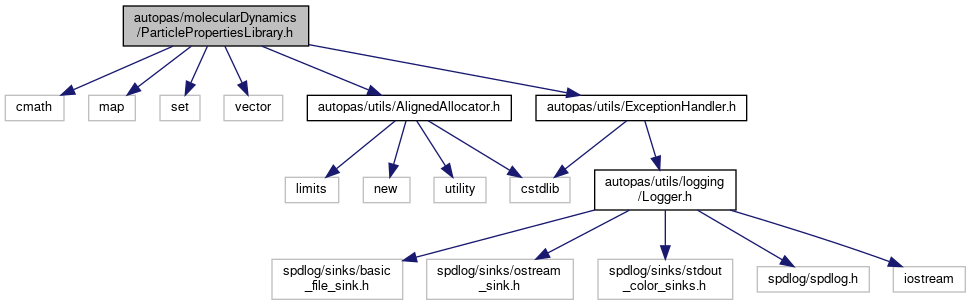 autopas/molecularDynamics
/ParticlePropertiesLibrary.h
cmath
map
set
vector
autopas/utils/AlignedAllocator.h
autopas/utils/ExceptionHandler.h
limits
new
utility
cstdlib
autopas/utils/logging
/Logger.h
spdlog/sinks/basic
_file_sink.h
spdlog/sinks/ostream
_sink.h
spdlog/sinks/stdout
_color_sinks.h
spdlog/spdlog.h
iostream